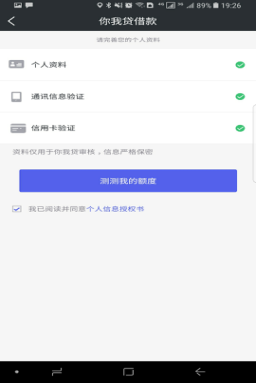 89% 19:26
你我贷借款
请完善您的个人资料
个人资料
通讯信息验证
信用卡验证
资料仅用于你我贷审核，信息严格保密
测测我的额度
我已阅读并同意个人信息授权书